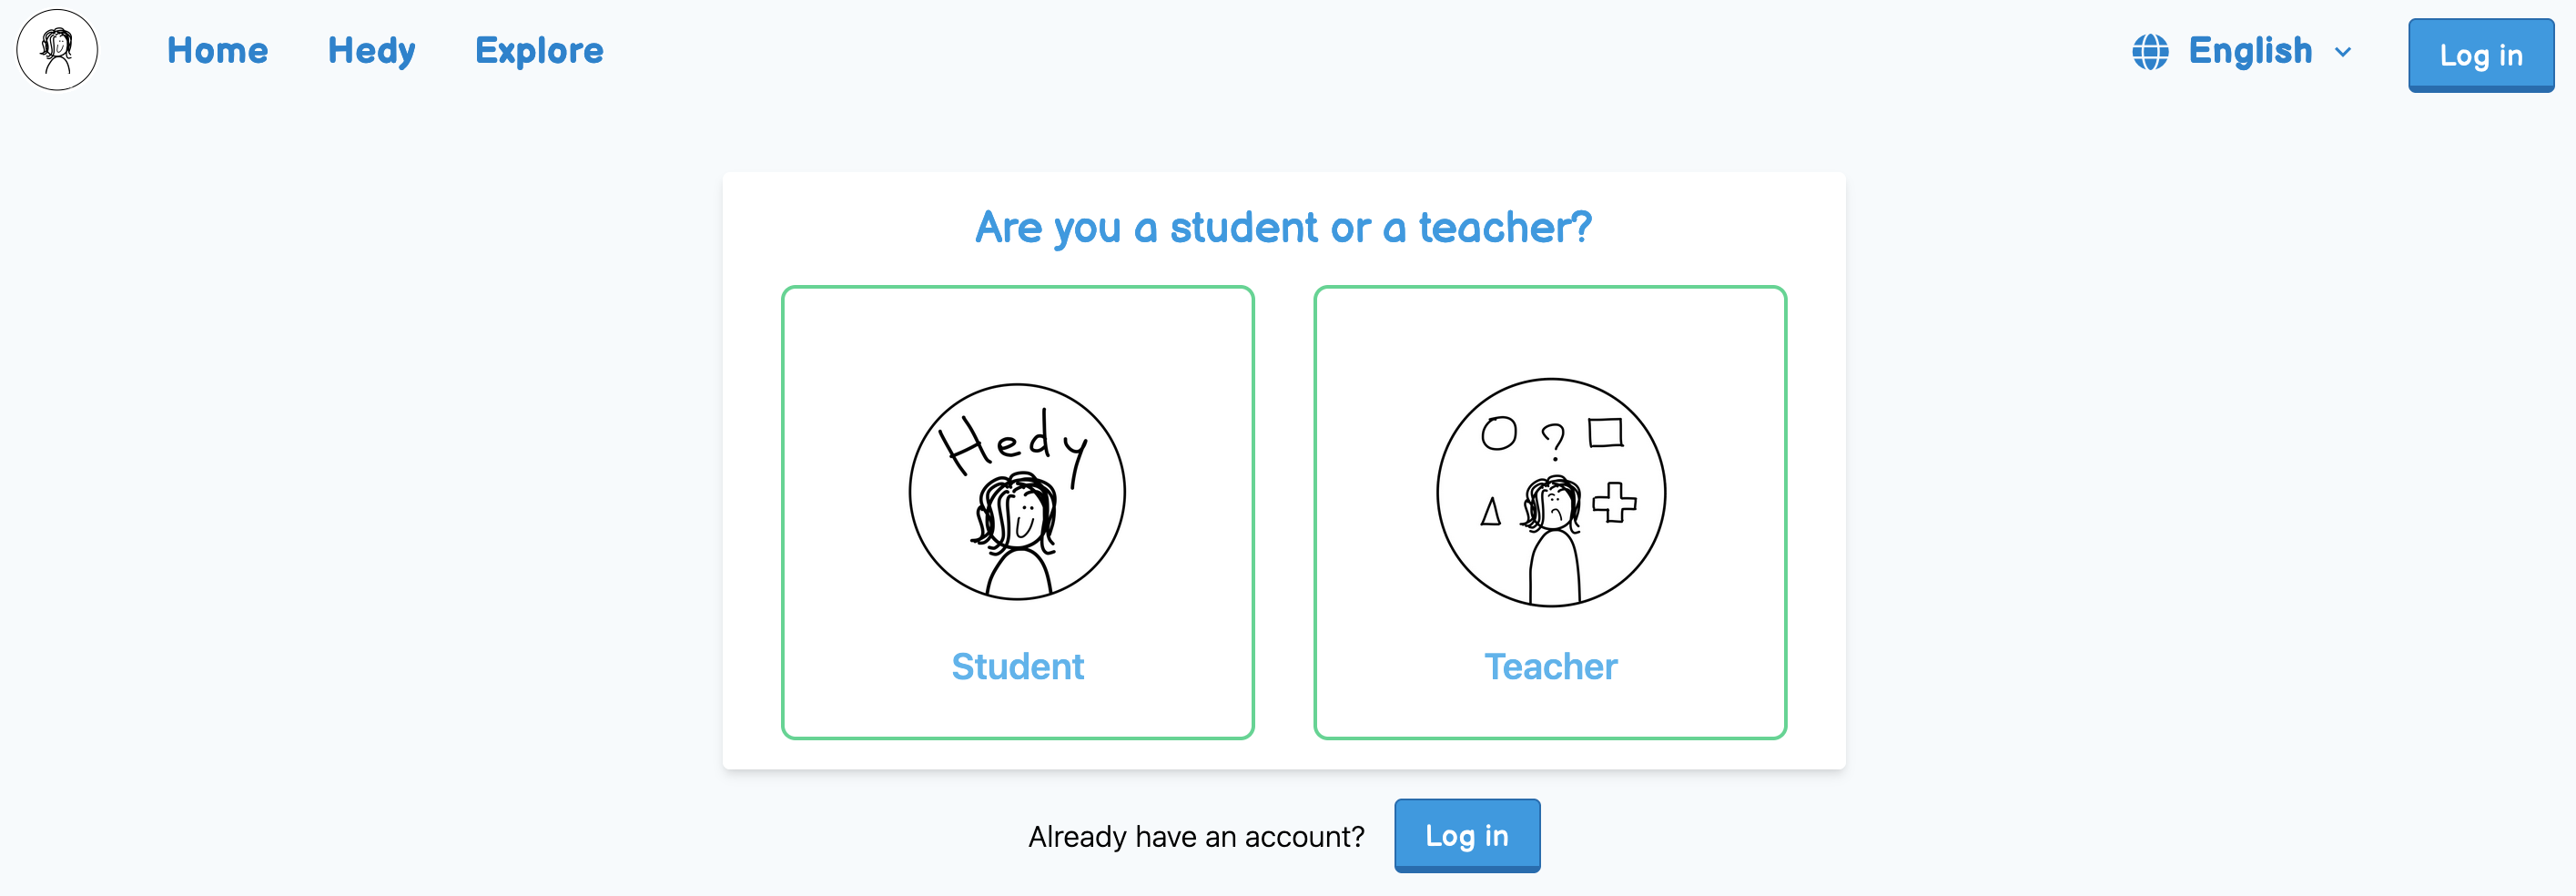 Home Hedy Explore English Log in
Are you a student or a teacher?
Hedy ?
Student Teacher
Already have an account? Log in